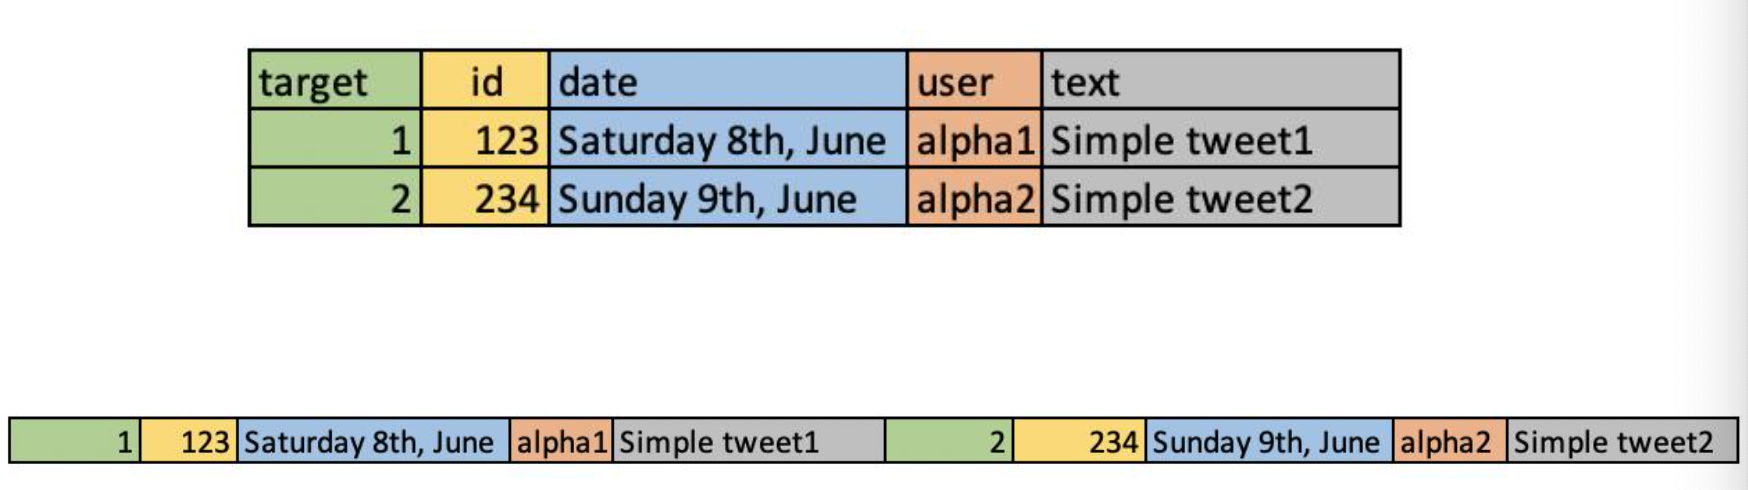 target id date user text
1 123 Saturday 8th, June alpha1 Simple tweet1
2 234 Sunday 9th, June alpha2 Simple tweet2
1 123 Saturday 8th, June alpha1 Simple tweet1 2 234 Sunday 9th, June alpha2 Simple tweet2